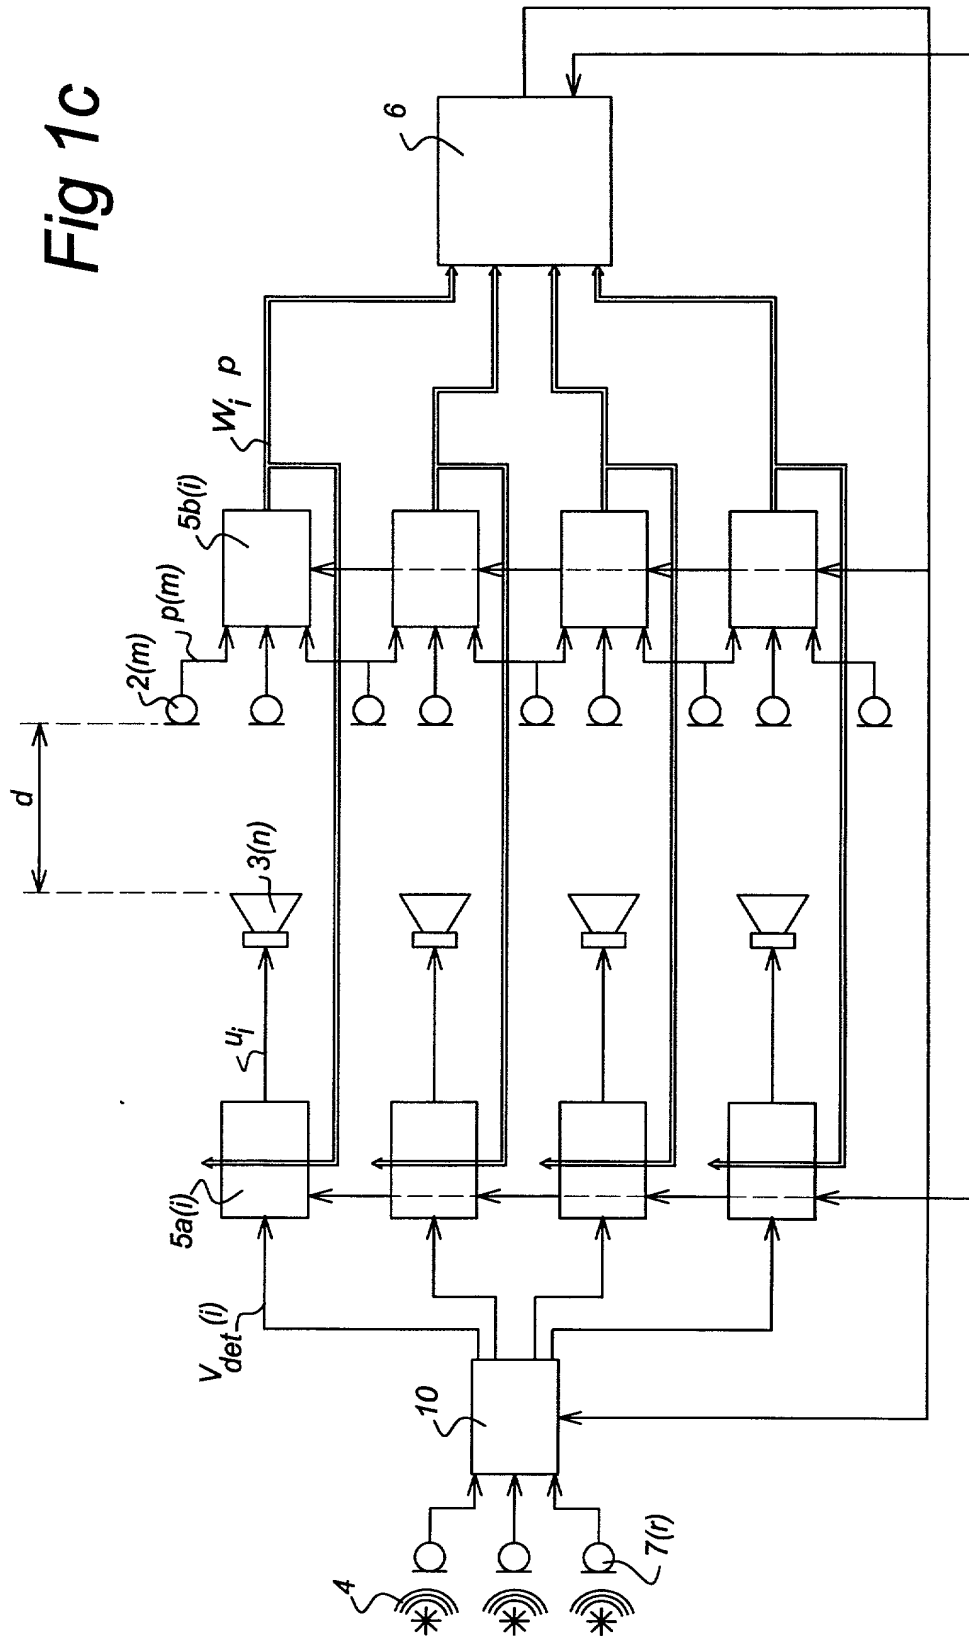 Fig 1c
6
W_i p
5b(i)
p(m)
2(m)
d
3(n)
u_i
5a(i)
V_det(i)
10
7(r)
4